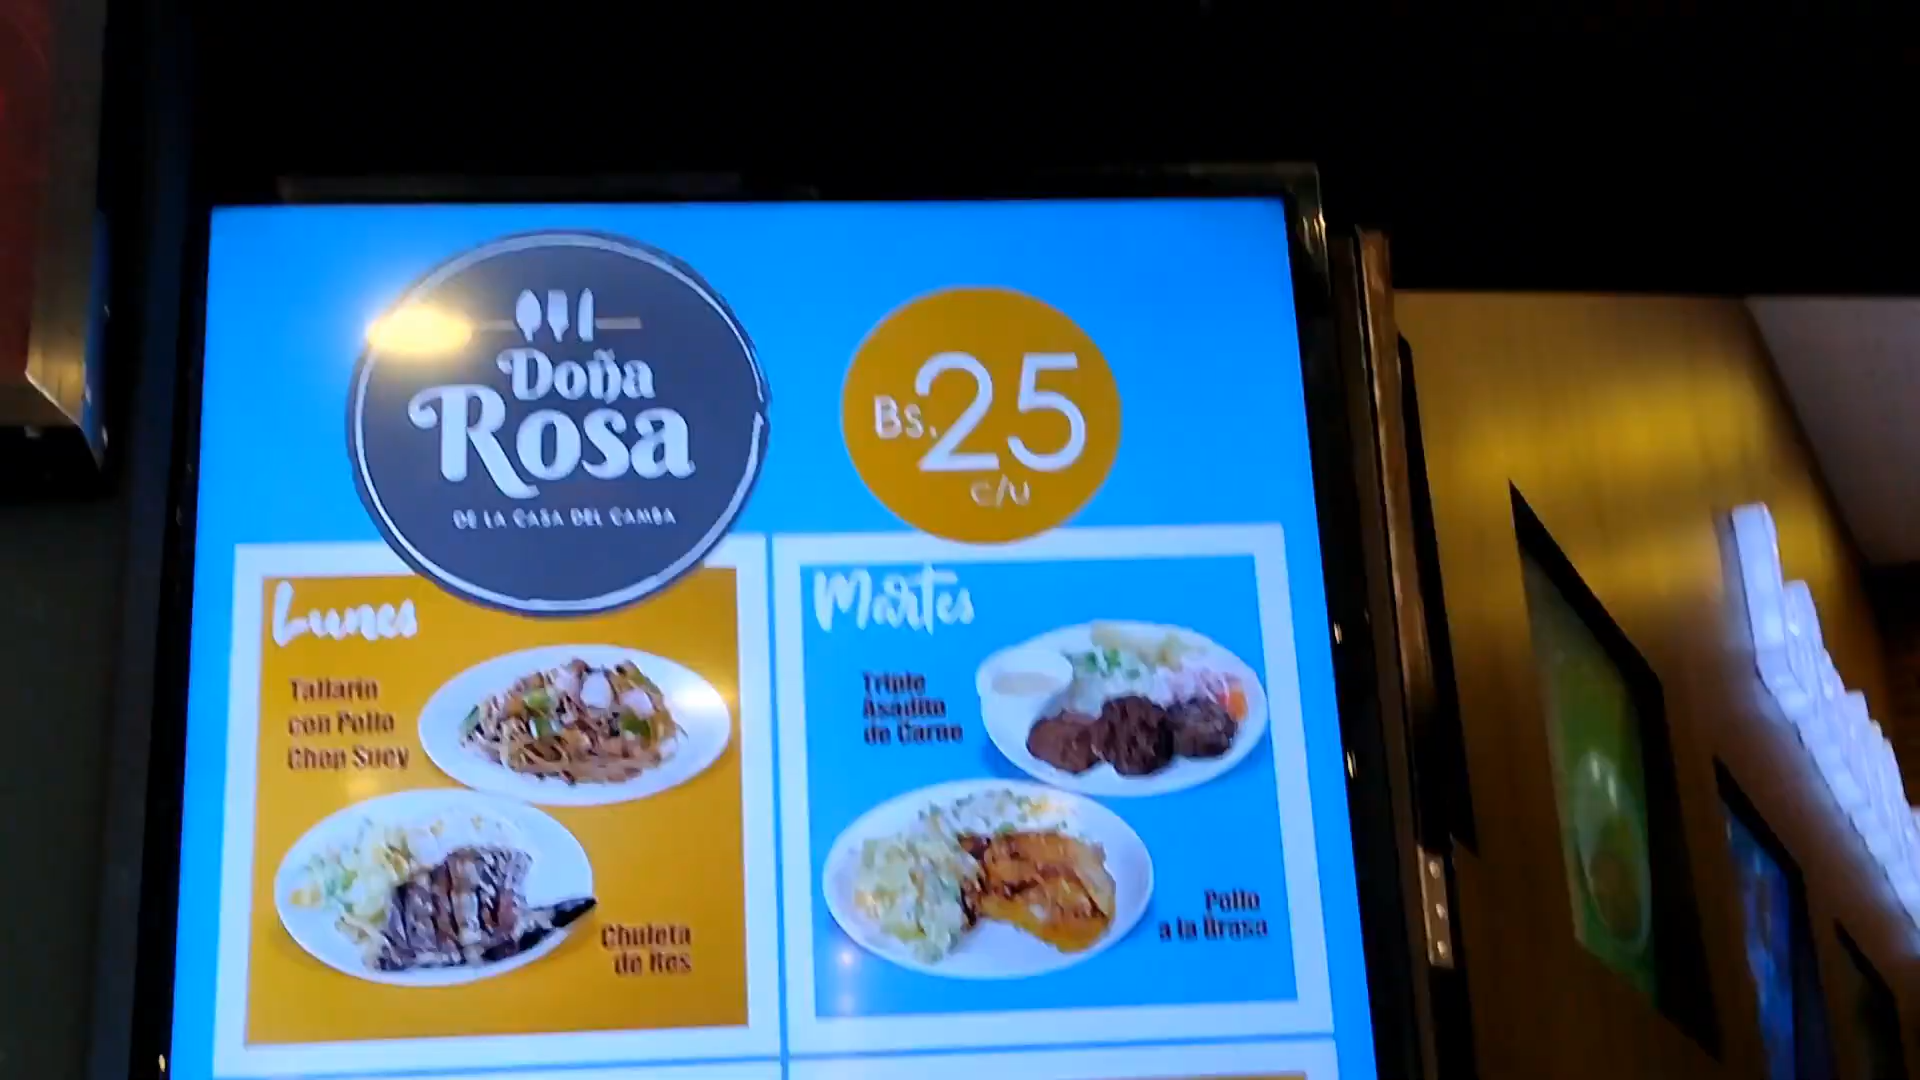 Doña
Rosa
DE LA CASA DEL CAMBA
Bs.25
c/u
Lunes
Tallarin
con Pollo
Chop Suey
Chuleta
de Res
Martes
Triple
Asadito
de Carne
Pollo
a la Brasa